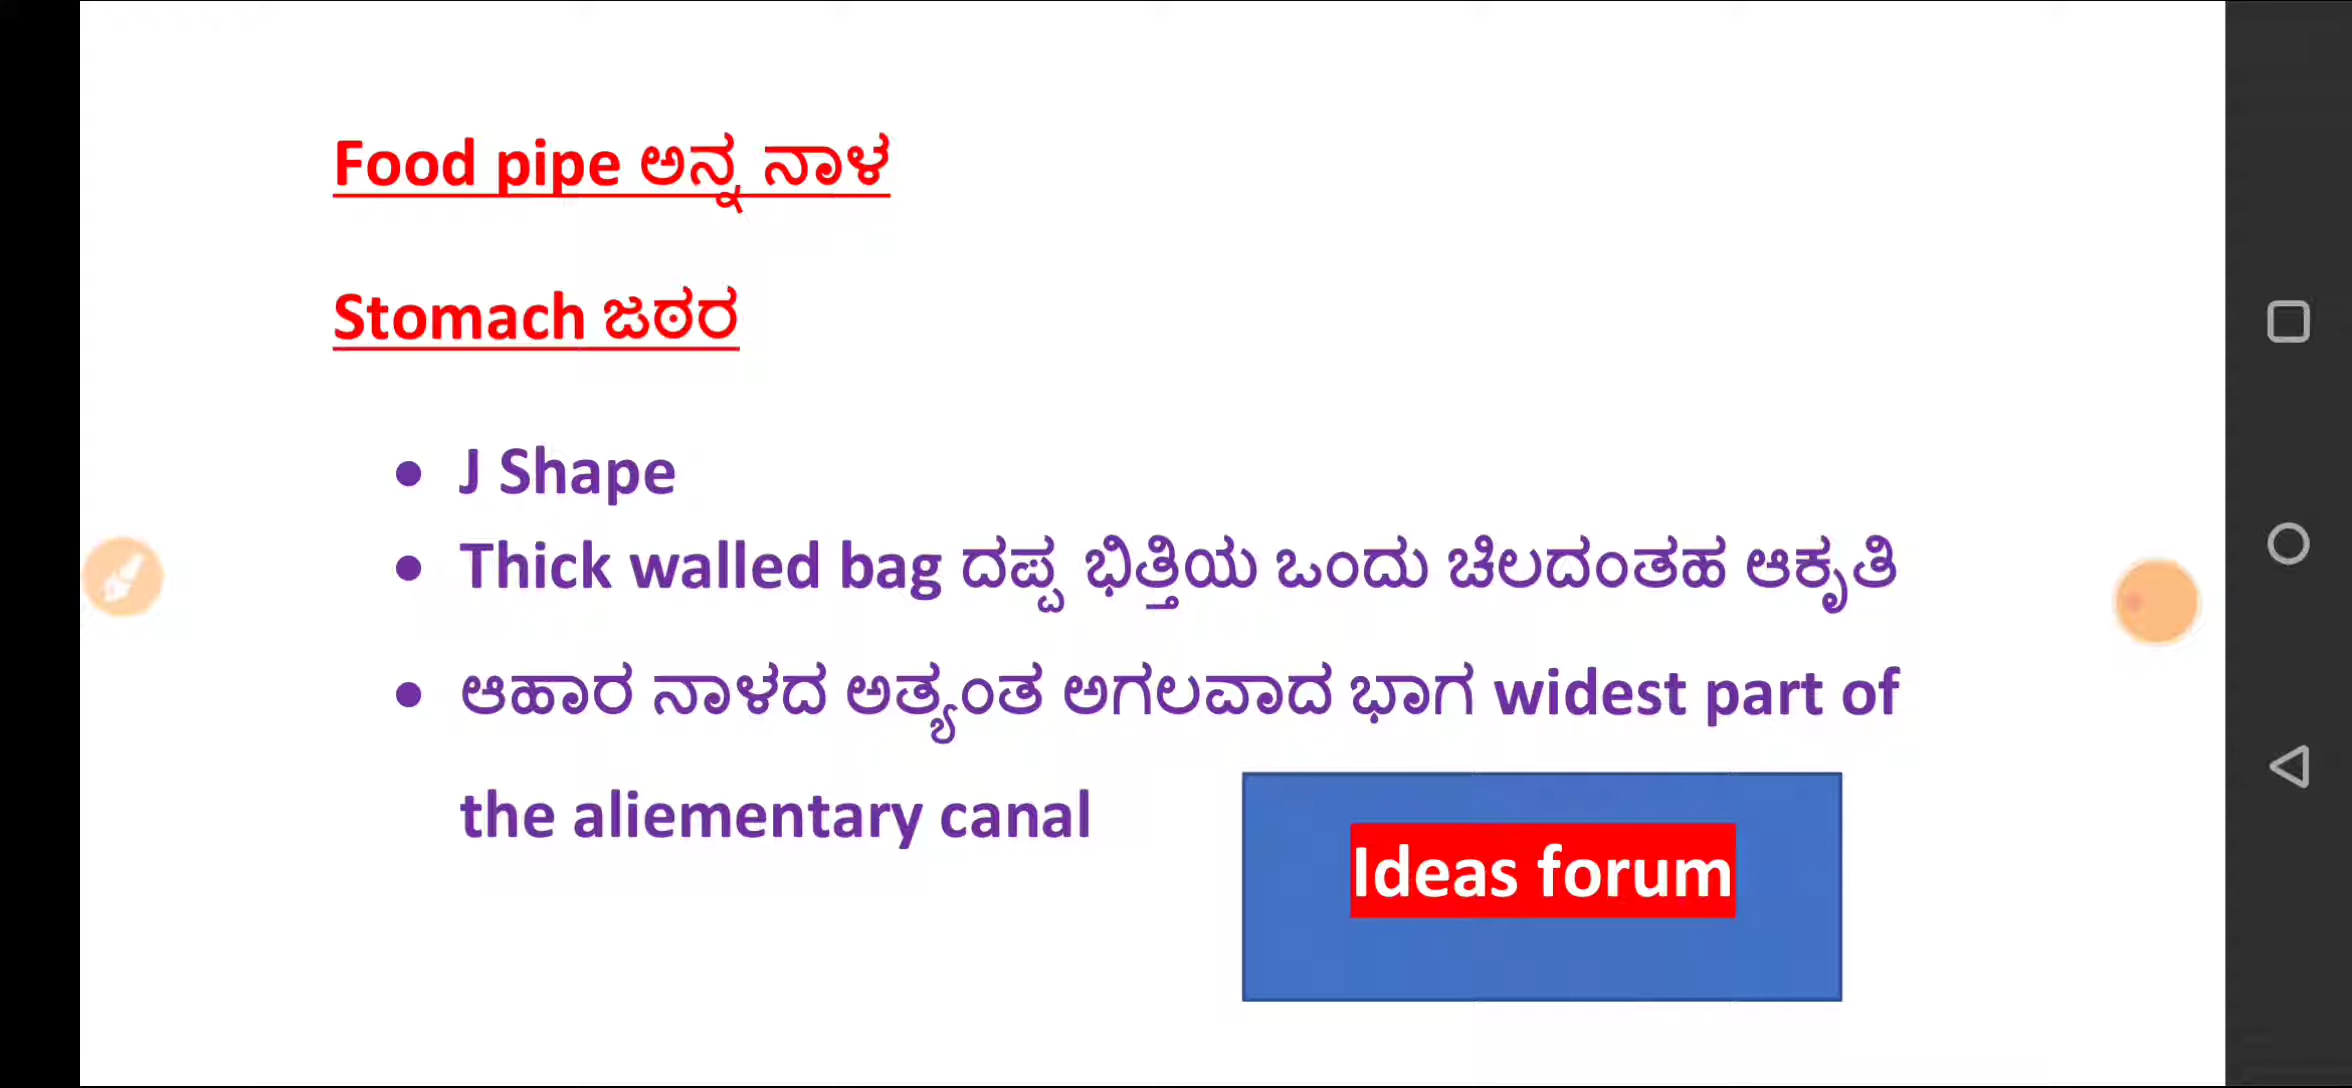 Food pipe ಅನ್ನ ನಾಳ
Stomach ಜಠರ
• J Shape
• Thick walled bag ದಪ್ಪ ಭಿತ್ತಿಯ ಒಂದು ಚಿಲದಂತಹ ಆಕೃತಿ
• ಆಹಾರ ನಾಳದ ಅತ್ಯಂತ ಅಗಲವಾದ ಭಾಗ widest part of
the aliementary canal
Ideas forum